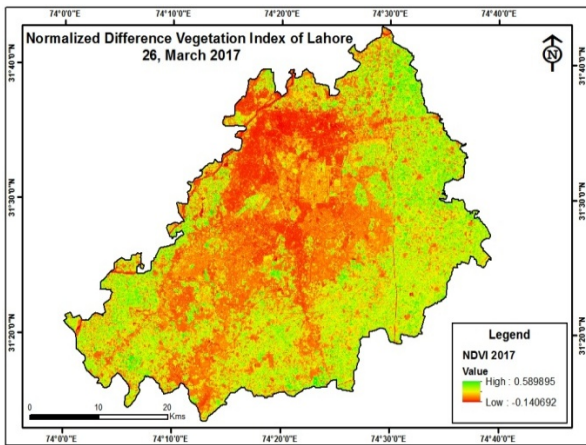 74°0'0"E 74°10'0"E 74°20'0"E 74°30'0"E 74°40'0"E
Normalized Difference Vegetation Index of Lahore
26, March 2017
N
31°40'0"N 31°40'0"N
31°30'0"N 31°30'0"N
31°20'0"N 31°20'0"N
Legend
NDVI 2017
Value
High : 0.589895
Low : -0.140692
0 10 20
Kms
74°0'0"E 74°10'0"E 74°20'0"E 74°30'0"E 74°40'0"E